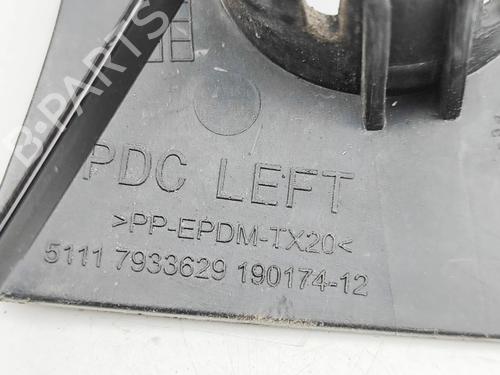 B-PARTS
PDC LEFT
>PP-EPDM-TX20<
5111 7933629 190174-12